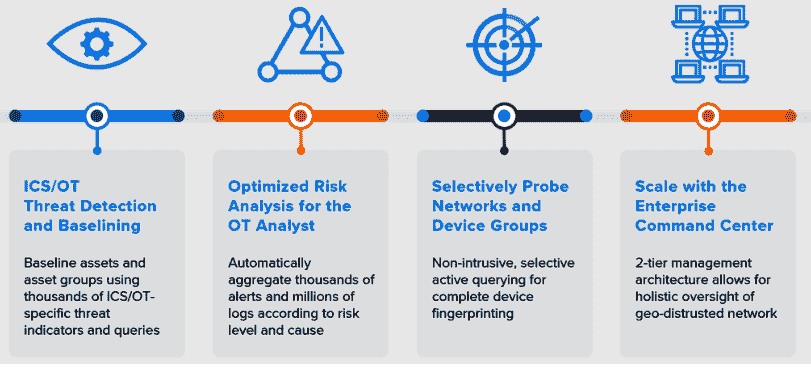 ICS/OT
Threat Detection
and Baselining
Baseline assets and
asset groups using
thousands of ICS/OT-
specific threat
indicators and queries
Optimized Risk
Analysis for the
OT Analyst
Automatically
aggregate thousands of
alerts and millions of
logs according to risk
level and cause
Selectively Probe
Networks and
Device Groups
Non-intrusive, selective
active querying for
complete device
fingerprinting
Scale with the
Enterprise
Command Center
2-tier management
architecture allows for
holistic oversight of
geo-distrusted network